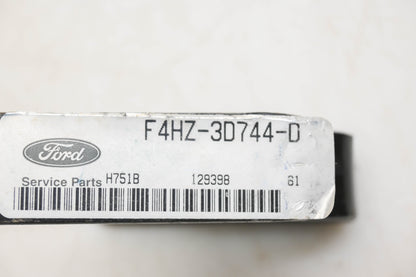 F4HZ-3D744-D
Ford
Service Parts H751B 129398 61